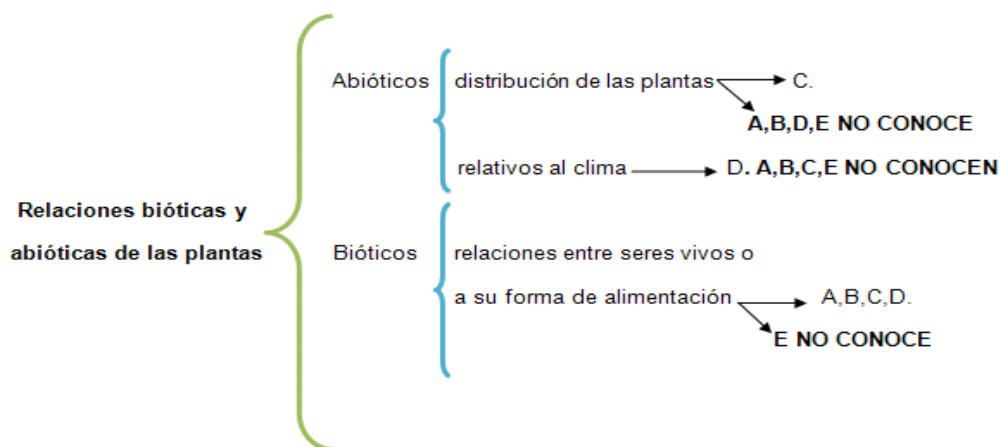 Abióticos
distribución de las plantas
C.
A,B,D,E NO CONOCE
relativos al clima
D. A,B,C,E NO CONOCEN
Relaciones bióticas y
abióticas de las plantas
Bióticos
relaciones entre seres vivos o
a su forma de alimentación
A,B,C,D.
E NO CONOCE